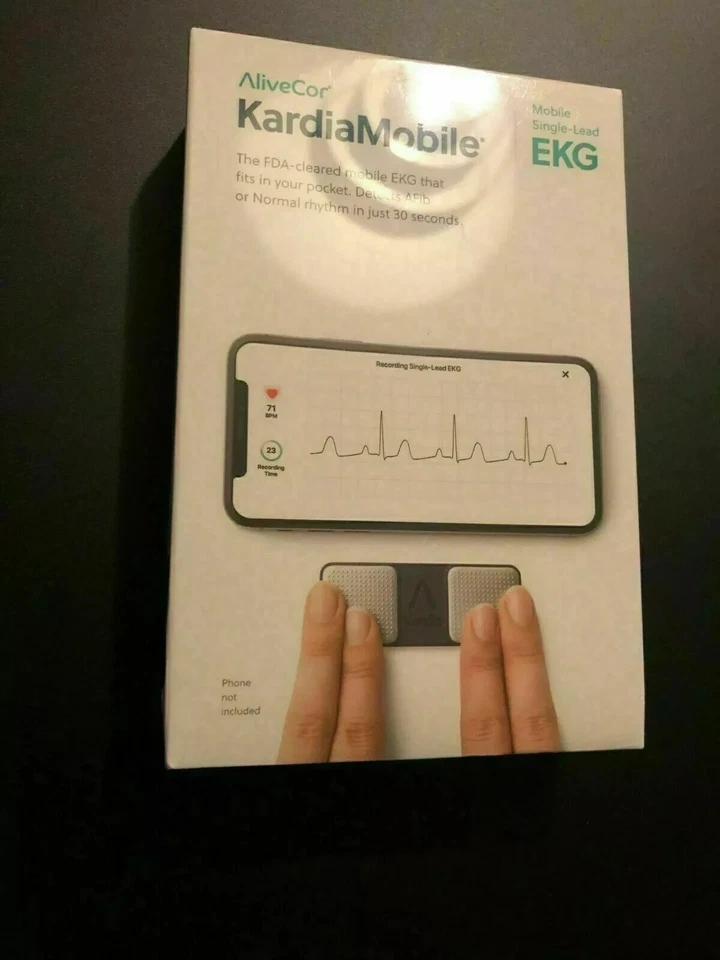 AliveCor®
KardiaMobile®
Mobile
Single-Lead
EKG
The FDA-cleared mobile EKG that
fits in your pocket. Detects AFib
or Normal rhythm in just 30 seconds.
Recording Single-Lead EKG
71
BPM
23
Recording
Time
Phone
not
included